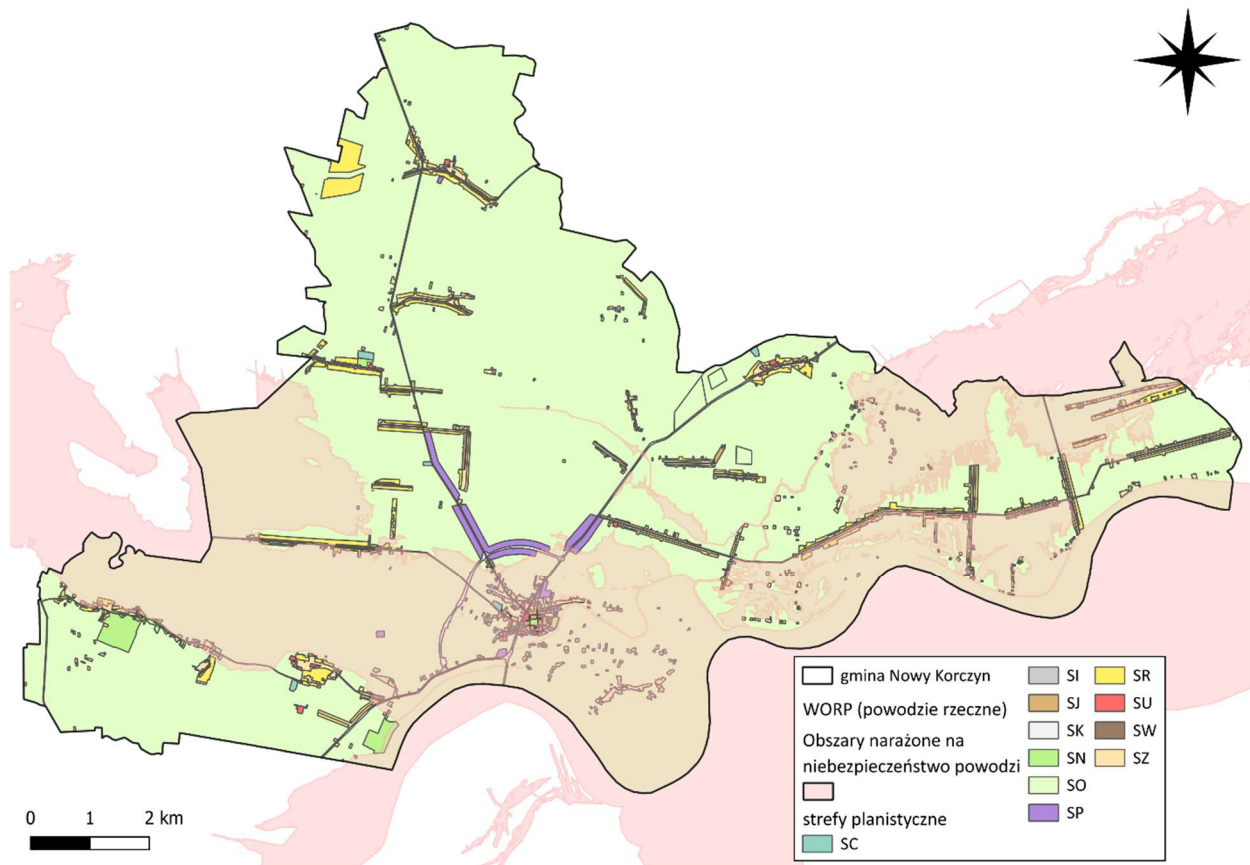 gmina Nowy Korczyn
WORP (powodzie rzeczne)
Obszary narażone na
niebezpieczeństwo powodzi
strefy planistyczne
SC
SI
SJ
SK
SN
SO
SP
SR
SU
SW
SZ
0 1 2 km